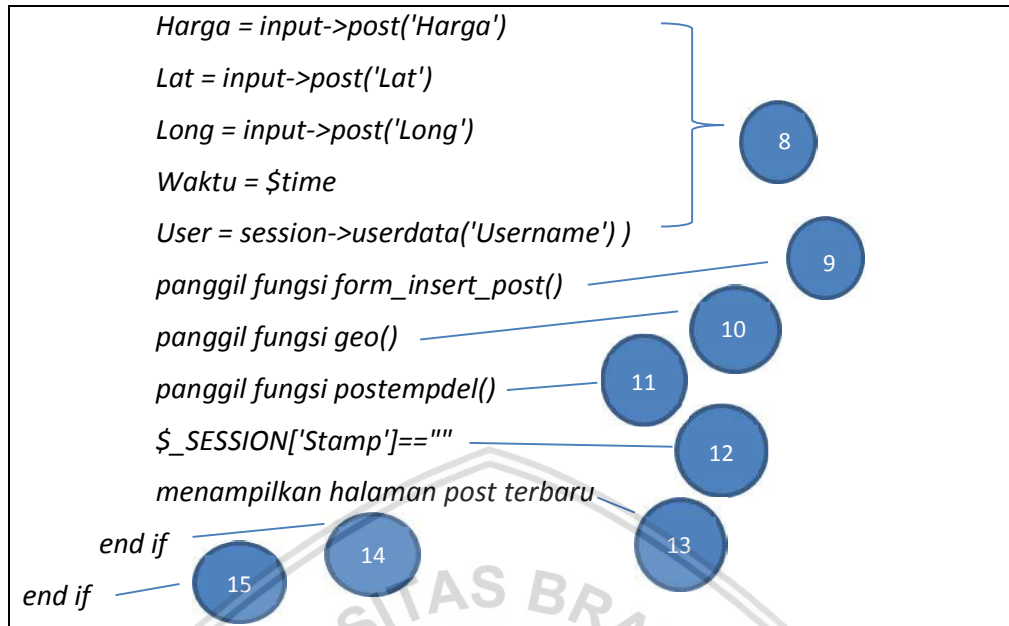 Harga = input->post('Harga')
Lat = input->post('Lat')
Long = input->post('Long')
8
Waktu = $time
User = session->userdata('Username') )
9
panggil fungsi form_insert_post()
10
panggil fungsi geo()
11
panggil fungsi postempdel()
12
$_SESSION['Stamp']==""
menampilkan halaman post terbaru
13
end if
14
15
end if
SITAS BRA